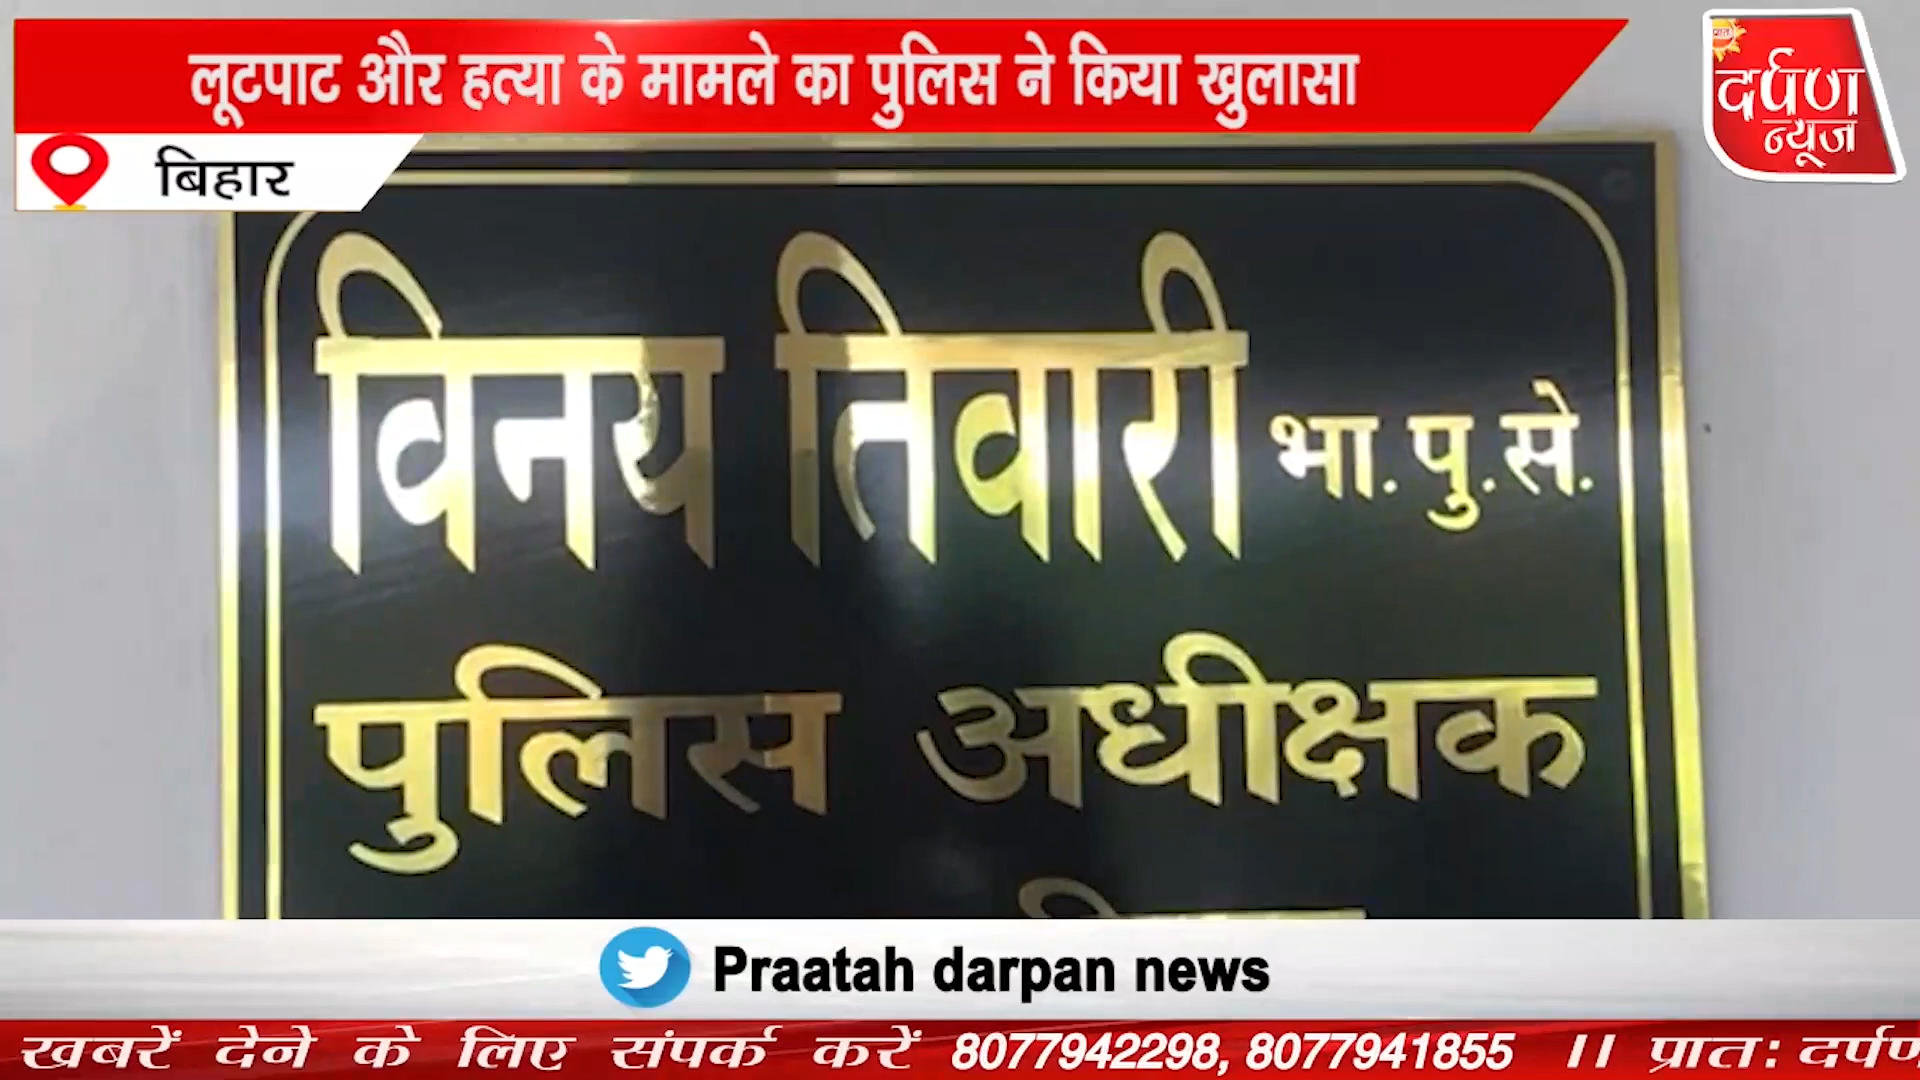 लूटपाट और हत्या के मामले का पुलिस ने किया खुलासा
प्रातः
दर्पण
न्यूज
बिहार
विनय तिवारी भा.पु.से.
पुलिस अधीक्षक
Praatah darpan news
खबरें देने के लिए संपर्क करें 8077942298, 8077941855 ।। प्रातः दर्पण